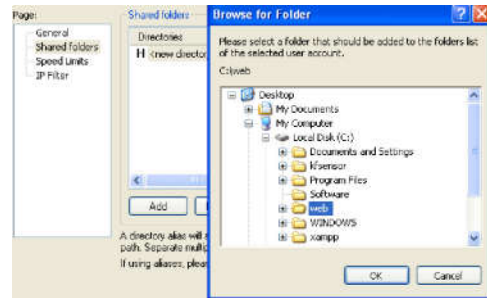 Page:
General
Shared folders
Speed Limits
IP Filter
Shared folders
Directories
H <new director
Add
A directory alias will
path. Separate multip
If using aliases, pleas
Browse for Folder
Please select a folder that should be added to the folders list
of the selected user account.
C:\web
Desktop
My Documents
My Computer
Local Disk (C:)
Documents and Settings
kfsensor
Program Files
Software
web
WINDOWS
xampp
OK
Cancel